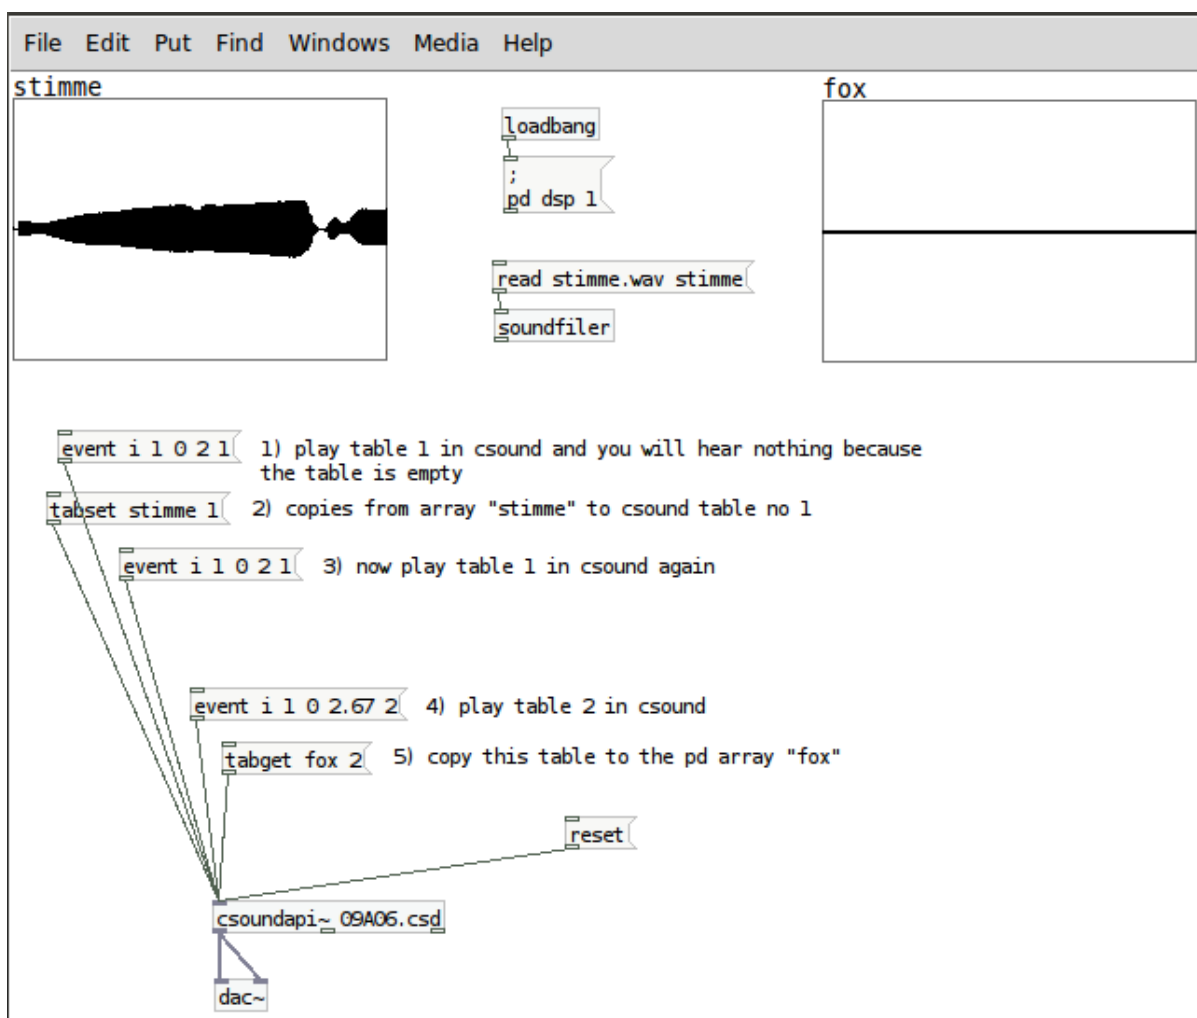 File Edit Put Find Windows Media Help
stimme
fox
loadbang
;
pd dsp 1
read stimme.wav stimme
soundfiler
event i 1 0 2 1
1) play table 1 in csound and you will hear nothing because
the table is empty
tabset stimme 1
2) copies from array "stimme" to csound table no 1
event i 1 0 2 1
3) now play table 1 in csound again
event i 1 0 2.67 2
4) play table 2 in csound
tabget fox 2
5) copy this table to the pd array "fox"
reset
csoundapi~ 09A06.csd
dac~